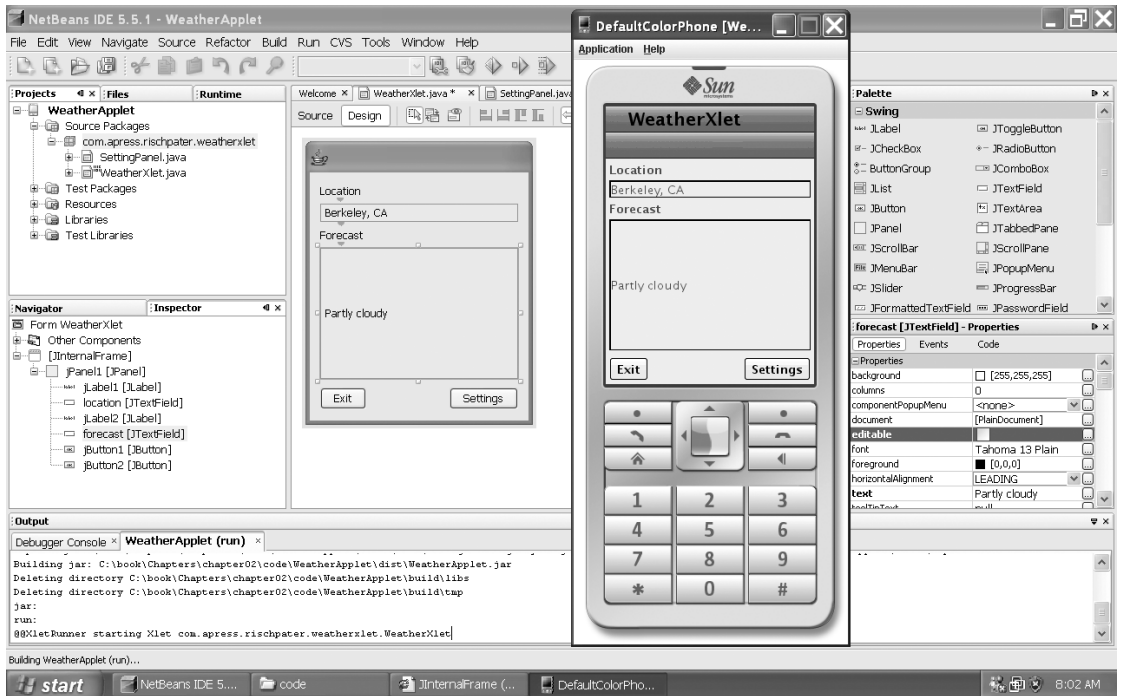 NetBeans IDE 5.5.1 - WeatherApplet
File Edit View Navigate Source Refactor Build Run CVS Tools Window Help
Projects
Files
Runtime
WeatherApplet
Source Packages
com.apress.rischpater.weatherxlet
SettingPanel.java
WeatherXlet.java
Test Packages
Resources
Libraries
Test Libraries
Navigator
Inspector
Form WeatherXlet
Other Components
[JInternalFrame]
jPanel1 [JPanel]
jLabel1 [JLabel]
location [JTextField]
jLabel2 [JLabel]
forecast [JTextField]
jButton1 [JButton]
jButton2 [JButton]
Welcome
WeatherXlet.java *
SettingPanel.java
Source Design
Location
Berkeley, CA
Forecast
Partly cloudy
Exit Settings
DefaultColorPhone [We...
Application Help
Sun
microsystems
WeatherXlet
Location
Berkeley, CA
Forecast
Partly cloudy
Exit Settings
1 2 3
4 5 6
7 8 9
* 0 #
Palette
Swing
JLabel JToggleButton
JCheckBox JRadioButton
ButtonGroup JComboBox
JList JTextField
JButton JTextArea
JPanel JTabbedPane
JScrollBar JScrollPane
JMenuBar JPopupMenu
JSlider JProgressBar
JFormattedTextField JPasswordField
forecast [JTextField] - Properties
Properties Events Code
Properties
background [255,255,255]
columns 0
componentPopupMenu <none>
document [PlainDocument]
editable
font Tahoma 13 Plain
foreground [0,0,0]
horizontalAlignment LEADING
text Partly cloudy
toolTipText null
Output
Debugger Console WeatherApplet (run)
Building jar: C:\book\Chapters\chapter02\code\WeatherApplet\dist\WeatherApplet.jar
Deleting directory C:\book\Chapters\chapter02\code\WeatherApplet\build\libs
Deleting directory C:\book\Chapters\chapter02\code\WeatherApplet\build\tmp
jar:
run:
@@XletRunner starting Xlet com.apress.rischpater.weatherxlet.WeatherXlet
Building WeatherApplet (run)...
start
NetBeans IDE 5....
code
JInternalFrame (...
DefaultColorPho...
8:02 AM